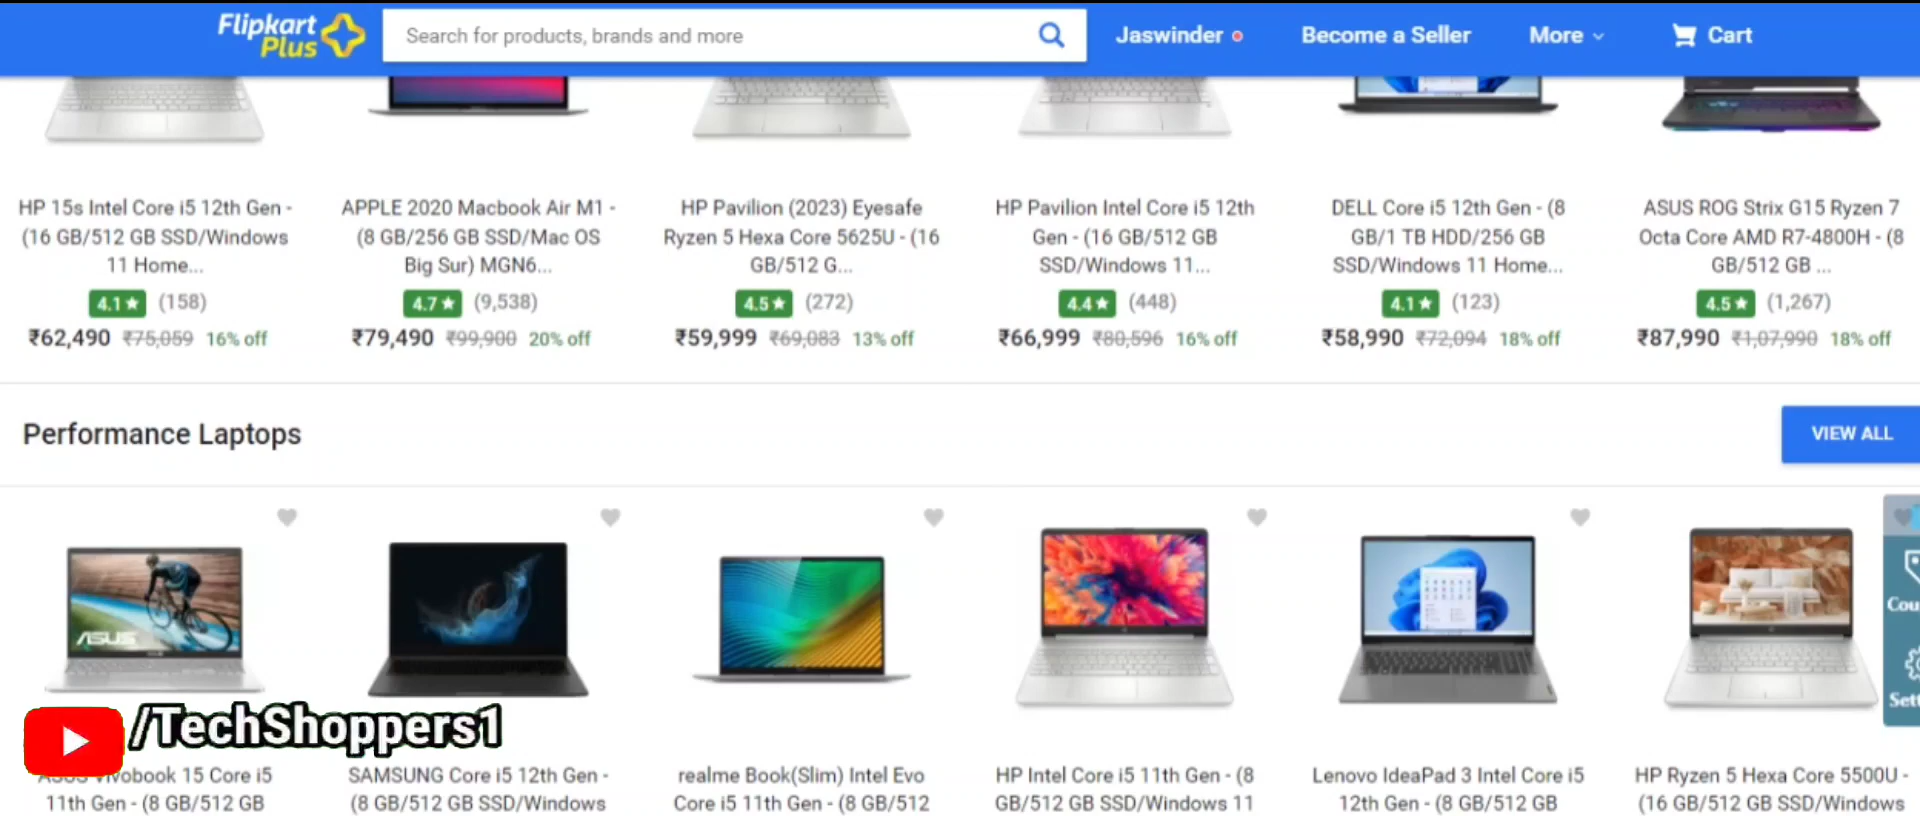 Flipkart
Plus
Search for products, brands and more
Jaswinder
Become a Seller
More
Cart
HP 15s Intel Core i5 12th Gen -
(16 GB/512 GB SSD/Windows
11 Home...
4.1★ (158)
₹62,490 ₹75,059 16% off
APPLE 2020 Macbook Air M1 -
(8 GB/256 GB SSD/Mac OS
Big Sur) MGN6...
4.7★ (9,538)
₹79,490 ₹99,900 20% off
HP Pavilion (2023) Eyesafe
Ryzen 5 Hexa Core 5625U - (16
GB/512 G...
4.5★ (272)
₹59,999 ₹69,083 13% off
HP Pavilion Intel Core i5 12th
Gen - (16 GB/512 GB
SSD/Windows 11...
4.4★ (448)
₹66,999 ₹80,596 16% off
DELL Core i5 12th Gen - (8
GB/1 TB HDD/256 GB
SSD/Windows 11 Home...
4.1★ (123)
₹58,990 ₹72,094 18% off
ASUS ROG Strix G15 Ryzen 7
Octa Core AMD R7-4800H - (8
GB/512 GB ...
4.5★ (1,267)
₹87,990 ₹1,07,990 18% off
Performance Laptops
VIEW ALL
ASUS
/TechShoppers1
ASUS Vivobook 15 Core i5
11th Gen - (8 GB/512 GB
SAMSUNG Core i5 12th Gen -
(8 GB/512 GB SSD/Windows
realme Book(Slim) Intel Evo
Core i5 11th Gen - (8 GB/512
HP Intel Core i5 11th Gen - (8
GB/512 GB SSD/Windows 11
Lenovo IdeaPad 3 Intel Core i5
12th Gen - (8 GB/512 GB
HP Ryzen 5 Hexa Core 5500U -
(16 GB/512 GB SSD/Windows
Cou
Sett